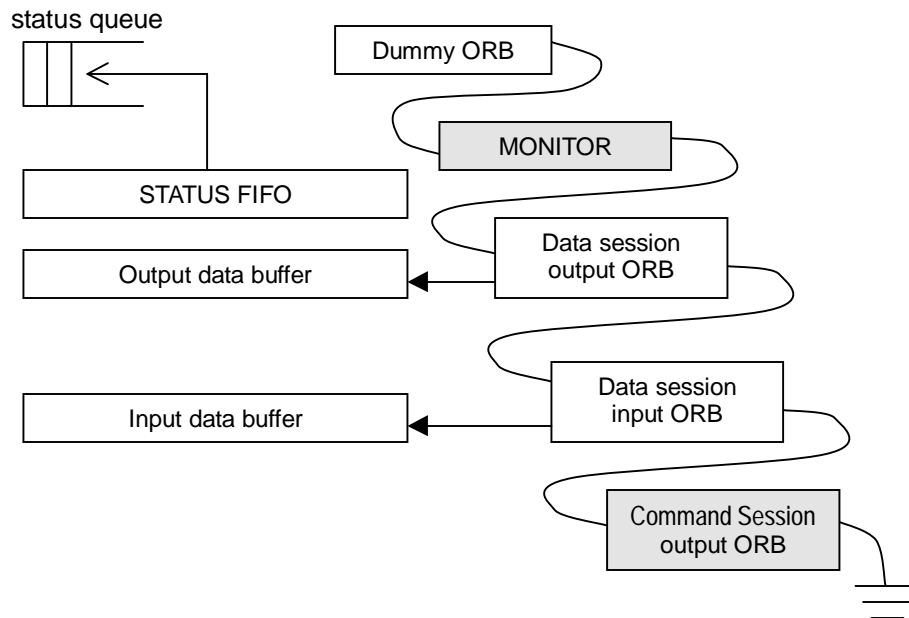 status queue
Dummy ORB
MONITOR
STATUS FIFO
Data session
output ORB
Output data buffer
Data session
input ORB
Input data buffer
Command Session
output ORB